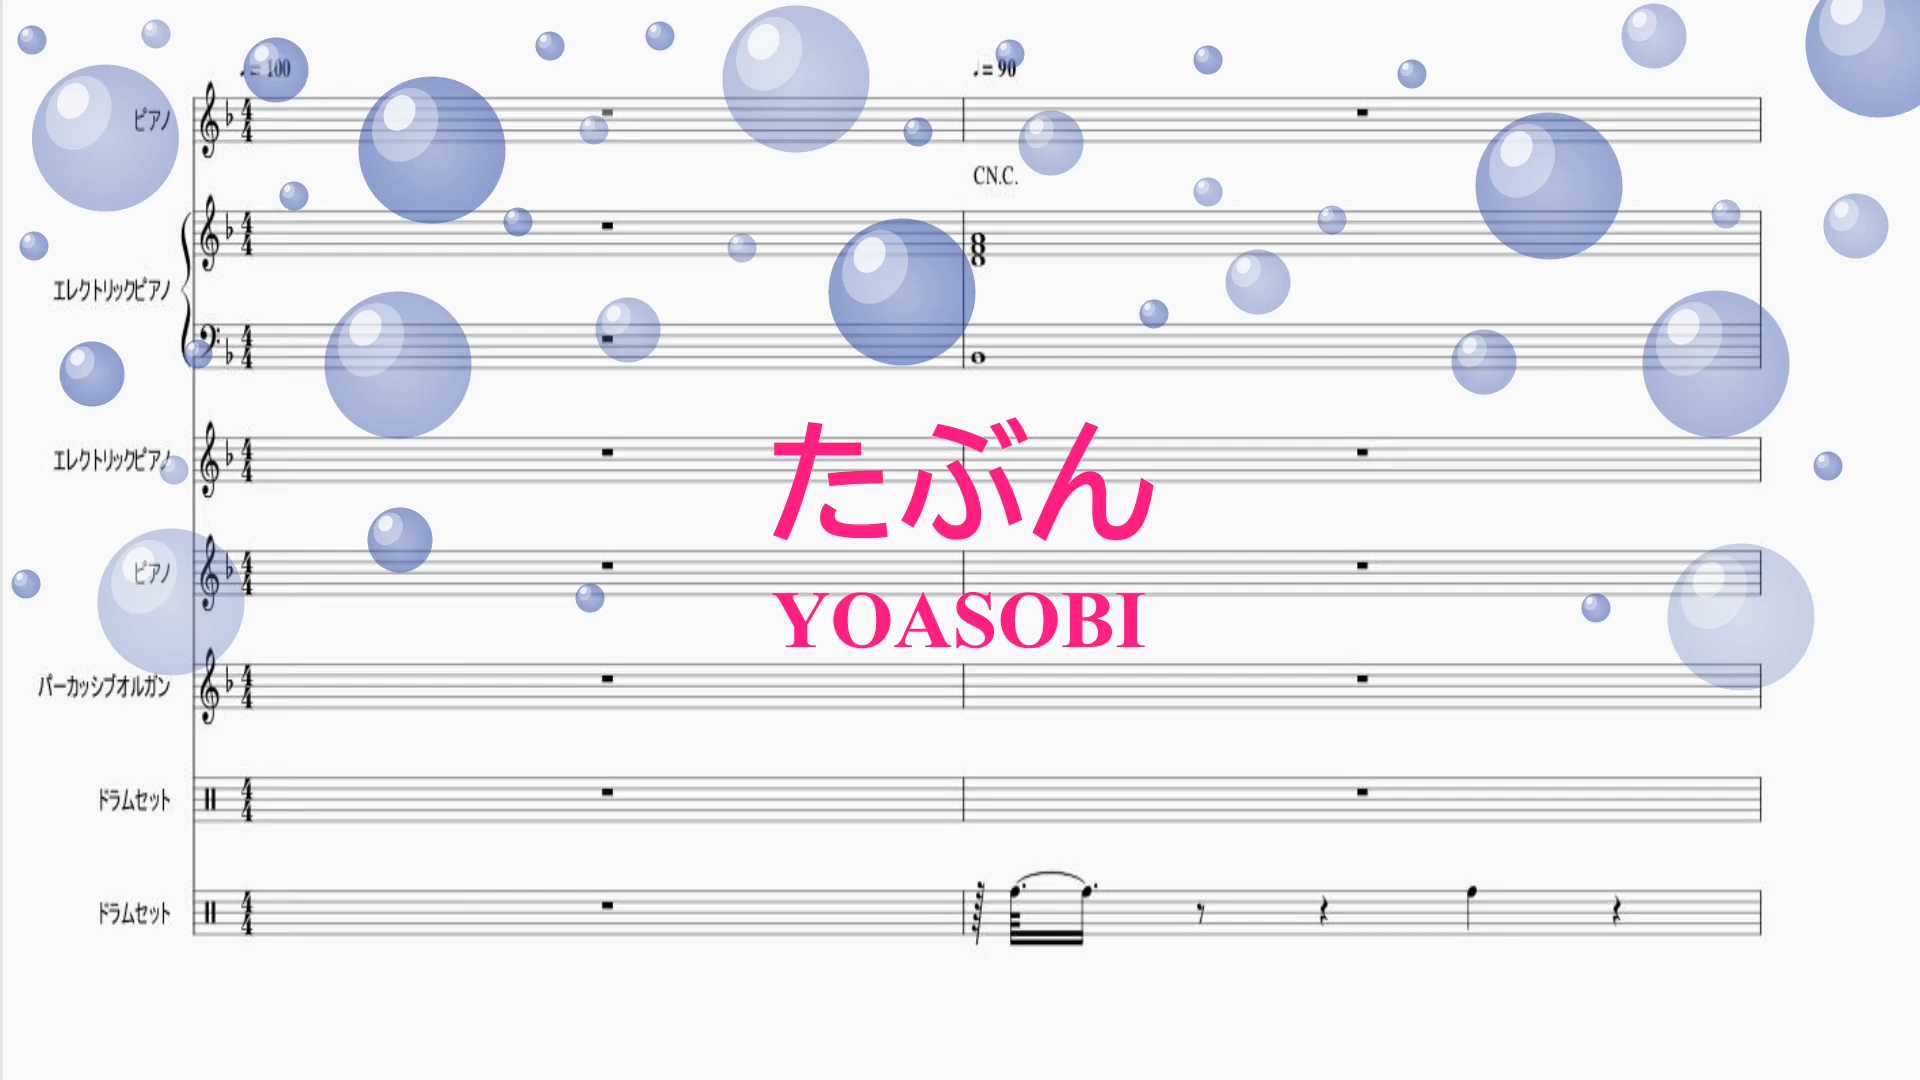 ♩= 100
♩= 90
ピアノ
CN.C.
エレクトリックピアノ
たぶん
エレクトリックピアノ
ピアノ
YOASOBI
パーカッシブオルガン
ドラムセット
ドラムセット